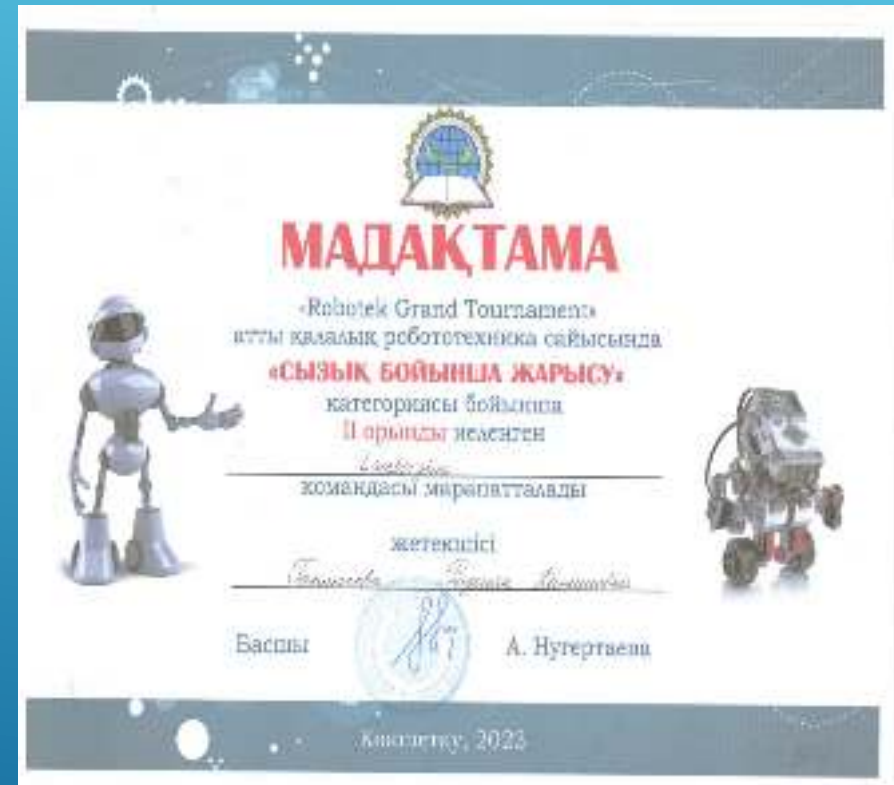 МАДАҚТАМА
«Robotek Grand Tournament»
атты қалалық робототехника сайысында
«СЫЗЫҚ БОЙЫНША ЖАРЫСУ»
категориясы бойынша
II орынды иеленген
командасы марапатталады
жетекшісі
Басшы А. Нугертаева
Көкшетау, 2023